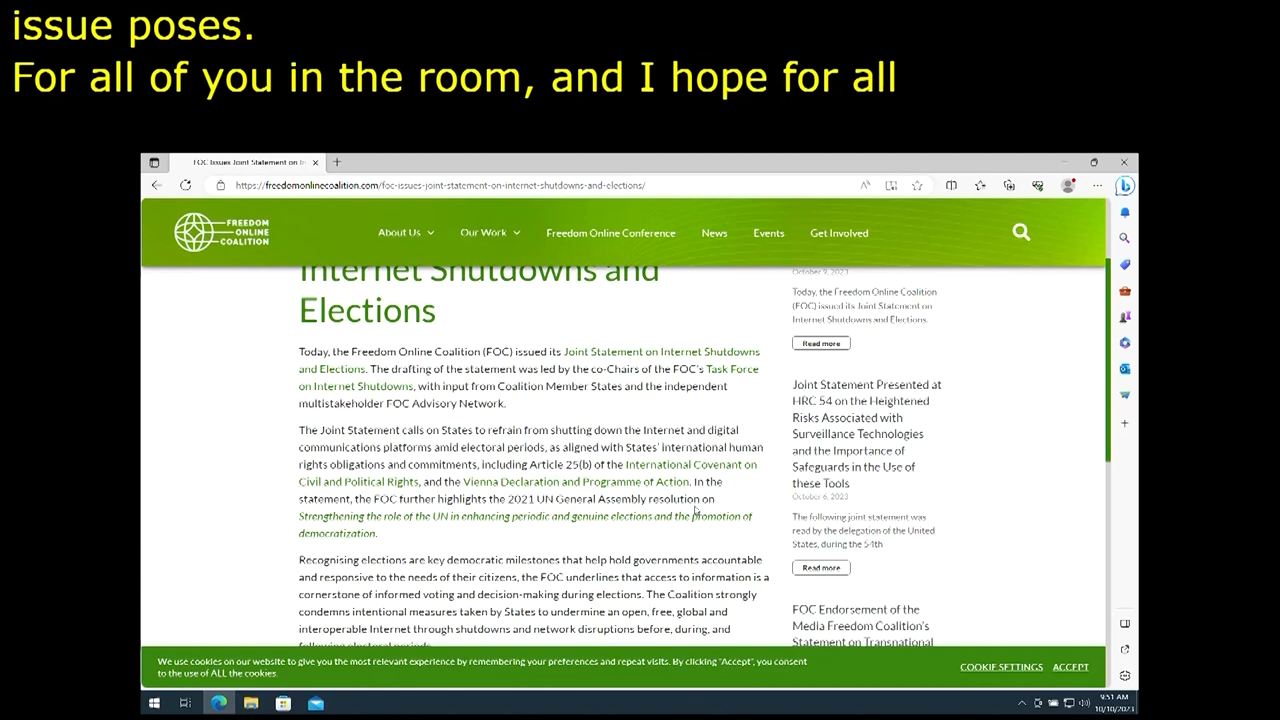 issue poses.
For all of you in the room, and I hope for all
FOC Issues Joint Statement on In
https://freedomonlinecoalition.com/foc-issues-joint-statement-on-internet-shutdowns-and-elections/
FREEDOM
ONLINE
COALITION
About Us
Our Work
Freedom Online Conference
News
Events
Get Involved
Internet Shutdowns and
Elections
Today, the Freedom Online Coalition (FOC) issued its Joint Statement on Internet Shutdowns
and Elections. The drafting of the statement was led by the co-Chairs of the FOC's Task Force
on Internet Shutdowns, with input from Coalition Member States and the independent
multistakeholder FOC Advisory Network.
The Joint Statement calls on States to refrain from shutting down the Internet and digital
communications platforms amid electoral periods, as aligned with States' international human
rights obligations and commitments, including Article 25(b) of the International Covenant on
Civil and Political Rights, and the Vienna Declaration and Programme of Action. In the
statement, the FOC further highlights the 2021 UN General Assembly resolution on
Strengthening the role of the UN in enhancing periodic and genuine elections and the promotion of
democratization.
Recognising elections are key democratic milestones that help hold governments accountable
and responsive to the needs of their citizens, the FOC underlines that access to information is a
cornerstone of informed voting and decision-making during elections. The Coalition strongly
condemns intentional measures taken by States to undermine an open, free, global and
interoperable Internet through shutdowns and network disruptions before, during, and
following electoral periods.
October 9, 2023
Today, the Freedom Online Coalition
(FOC) issued its Joint Statement on
Internet Shutdowns and Elections.
Read more
Joint Statement Presented at
HRC 54 on the Heightened
Risks Associated with
Surveillance Technologies
and the Importance of
Safeguards in the Use of
these Tools
October 6, 2023
The following joint statement was
read by the delegation of the United
States, during the 54th
Read more
FOC Endorsement of the
Media Freedom Coalition's
Statement on Transnational
We use cookies on our website to give you the most relevant experience by remembering your preferences and repeat visits. By clicking "Accept", you consent
to the use of ALL the cookies.
COOKIE SETTINGS
ACCEPT
9:51 AM
10/10/2023